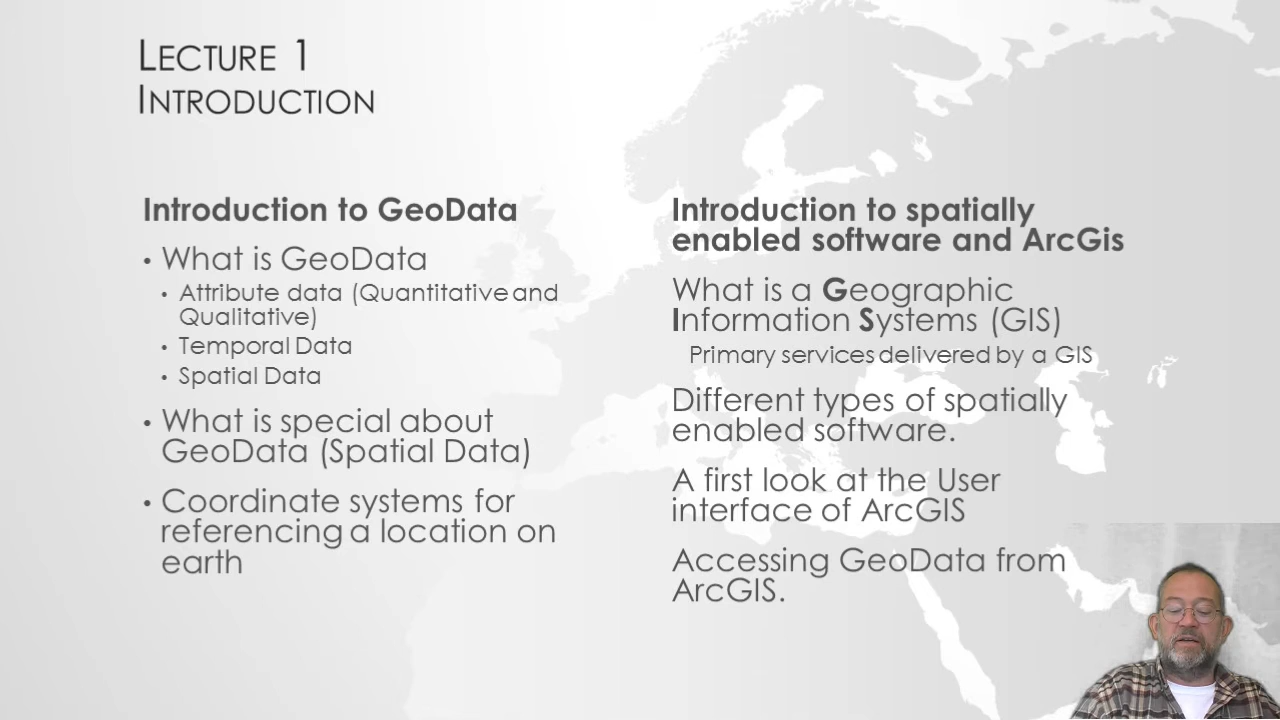 LECTURE 1
INTRODUCTION
Introduction to GeoData
• What is GeoData
• Attribute data (Quantitative and
Qualitative)
• Temporal Data
• Spatial Data
• What is special about
GeoData (Spatial Data)
• Coordinate systems for
referencing a location on
earth
Introduction to spatially
enabled software and ArcGis
What is a Geographic
Information Systems (GIS)
Primary services delivered by a GIS
Different types of spatially
enabled software.
A first look at the User
interface of ArcGIS
Accessing GeoData from
ArcGIS.